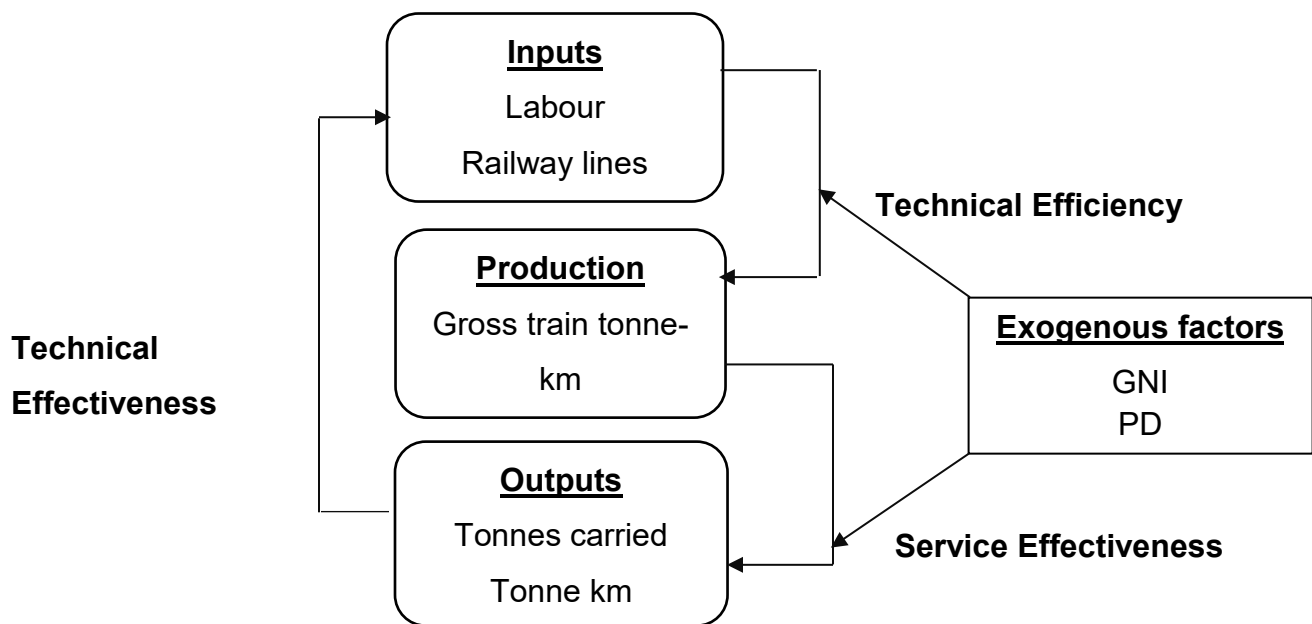 Inputs
Labour
Railway lines
Technical Efficiency
Production
Gross train tonne-
km
Exogenous factors
GNI
PD
Technical
Effectiveness
Outputs
Tonnes carried
Tonne km
Service Effectiveness